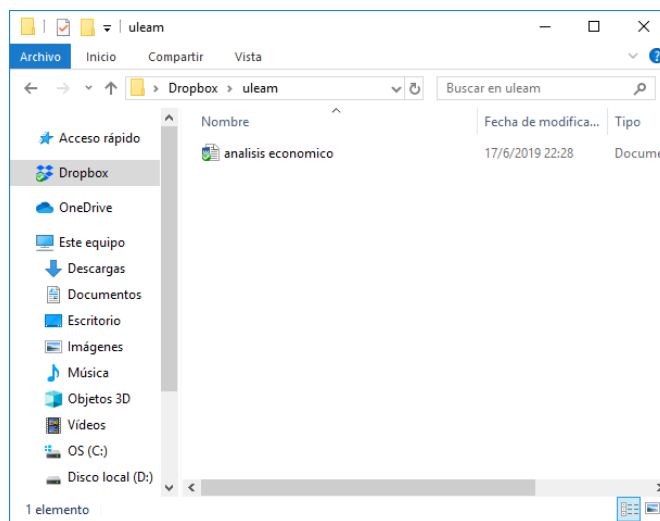 uleam
Archivo Inicio Compartir Vista
Dropbox uleam Buscar en uleam
Nombre Fecha de modifica... Tipo
analisis economico 17/6/2019 22:28 Docume
Acceso rápido
Dropbox
OneDrive
Este equipo
Descargas
Documentos
Escritorio
Imágenes
Música
Objetos 3D
Vídeos
OS (C:)
Disco local (D:)
1 elemento